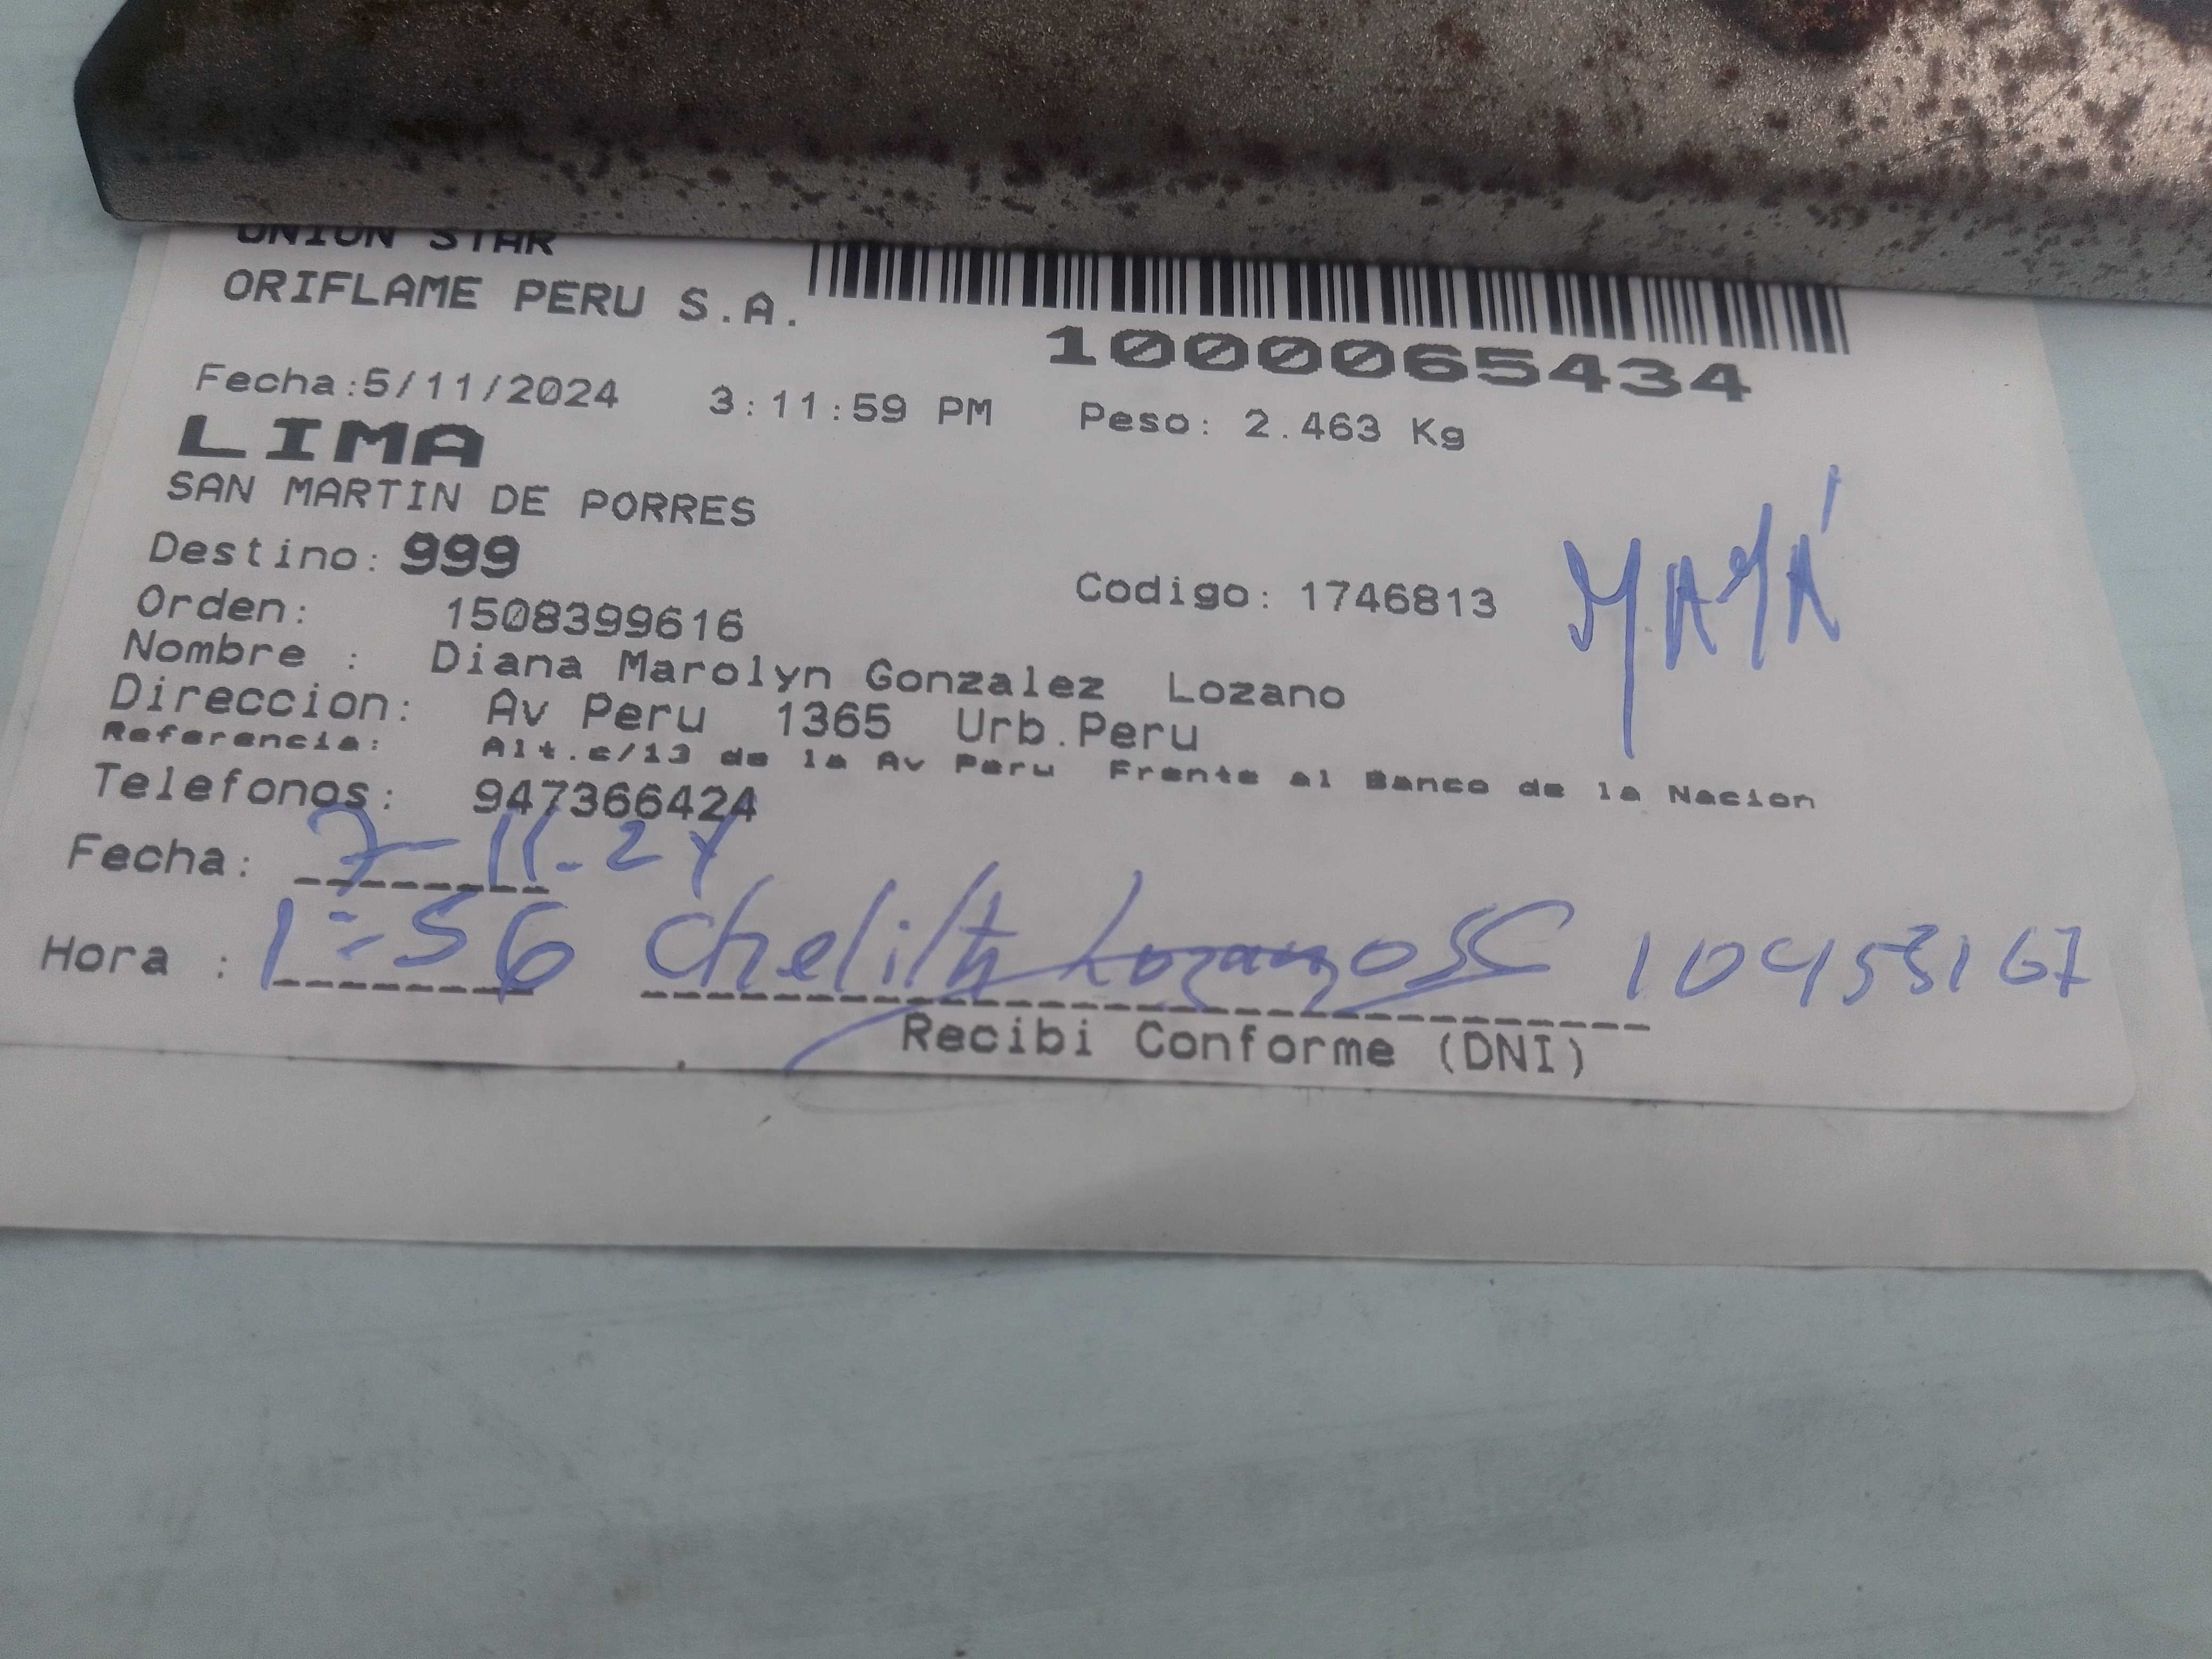 UNION STAR
ORIFLAME PERU S.A.
1000065434
Fecha:5/11/2024 3:11:59 PM Peso: 2.463 Kg
LIMA
SAN MARTIN DE PORRES
Destino: 999
Codigo: 1746813 MAMÁ
Orden: 1508399616
Nombre : Diana Marolyn Gonzalez Lozano
Direccion: Av Peru 1365 Urb.Peru
Referencia: Alt.c/13 de la Av Peru Frente al Banco de la Nacion
Telefonos: 947366424
Fecha: 7-11-24
Hora : 1:56 Lozano 10453167
Recibi Conforme (DNI)